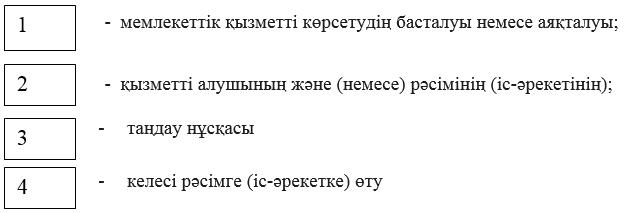 1 - мемлекеттік қызметті көрсетудің басталуы немесе аяқталуы;
2 - қызметті алушының және (немесе) рәсімінің (іс-әрекетінің);
3 - таңдау нұсқасы
4 - келесі рәсімге (іс-әрекетке) өту